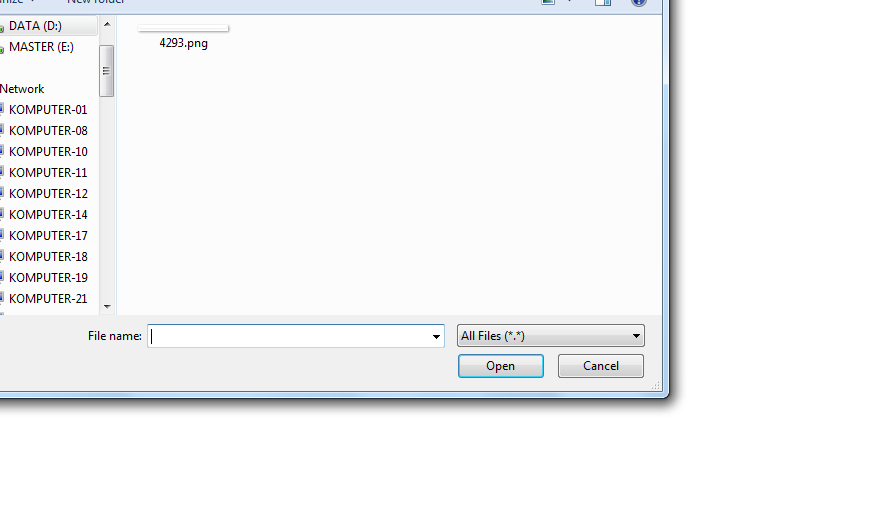 New folder
DATA (D:)
MASTER (E:)
4293.png
Network
KOMPUTER-01
KOMPUTER-08
KOMPUTER-10
KOMPUTER-11
KOMPUTER-12
KOMPUTER-14
KOMPUTER-17
KOMPUTER-18
KOMPUTER-19
KOMPUTER-21
File name:
All Files (*.*)
Open
Cancel